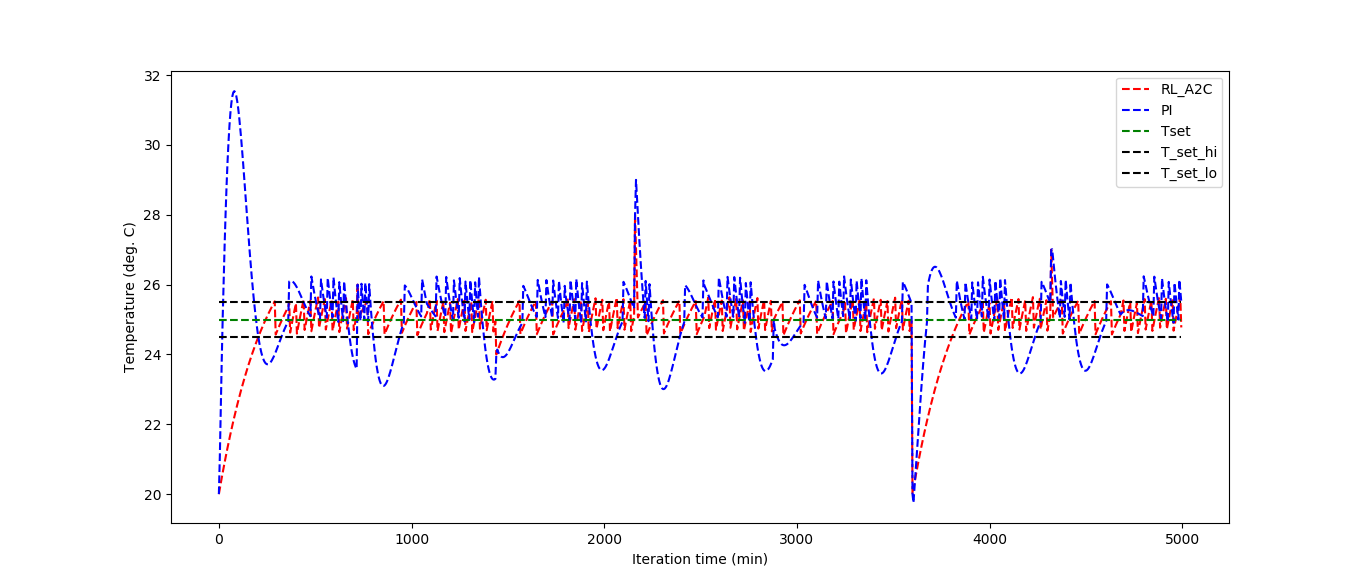 32
30
28
26
24
22
20
Temperature (deg. C)
RL_A2C
PI
Tset
T_set_hi
T_set_lo
0
1000
2000
3000
4000
5000
Iteration time (min)